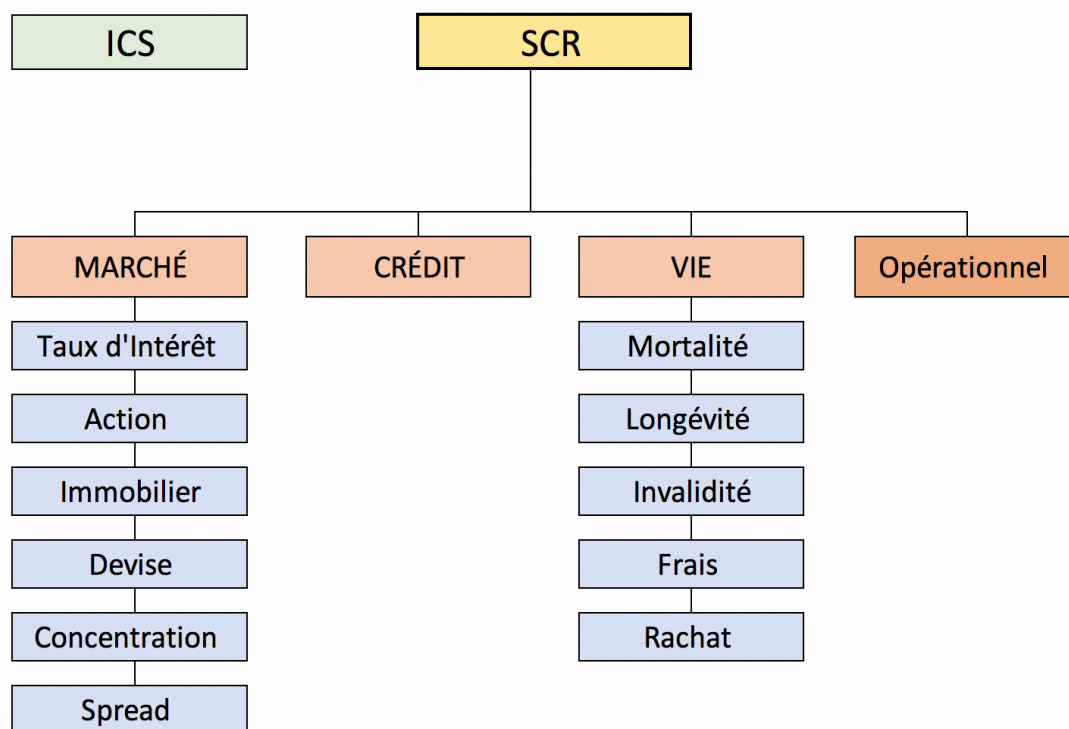 ICS
SCR
MARCHÉ
CRÉDIT
VIE
Opérationnel
Taux d'Intérêt
Mortalité
Action
Longévité
Immobilier
Invalidité
Devise
Frais
Concentration
Rachat
Spread